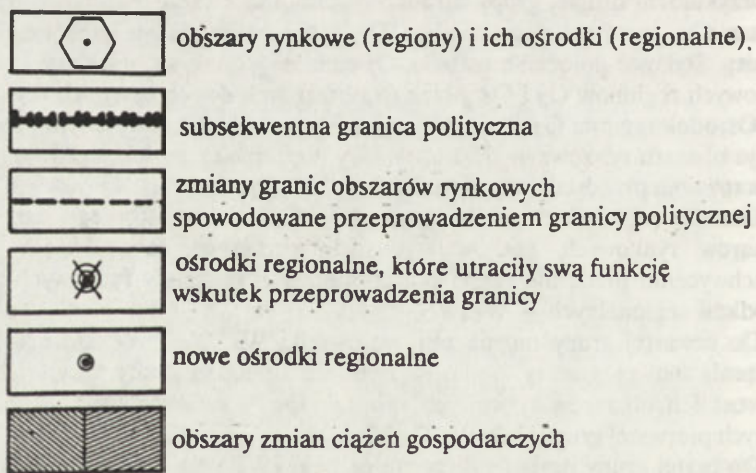 obszary rynkowe (regiony) i ich ośrodki (regionalne).
subsekwentna granica polityczna
zmiany granic obszarów rynkowych
spowodowane przeprowadzeniem granicy politycznej
ośrodki regionalne, które utraciły swą funkcję
wskutek przeprowadzenia granicy
nowe ośrodki regionalne
obszary zmian ciążeń gospodarczych